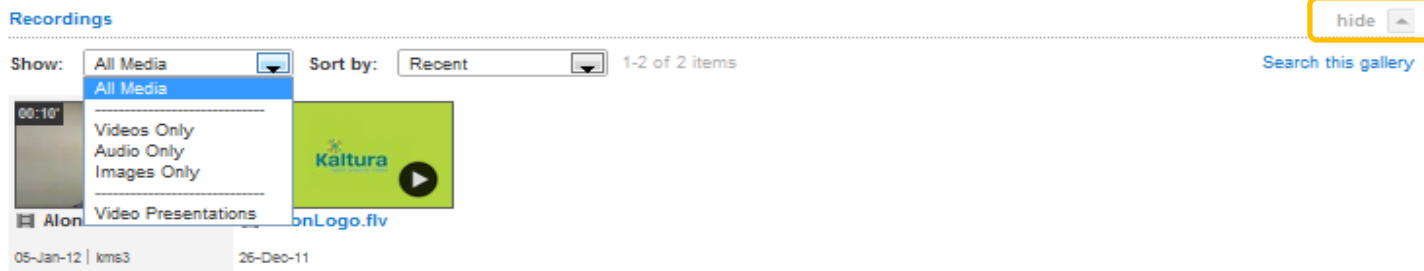 Recordings
hide
Show: All Media Sort by: Recent 1-2 of 2 items Search this gallery
All Media
00:10"
Videos Only
Audio Only
Images Only
Kaltura
Video Presentations
Alon onLogo.flv
05-Jan-12 | kms3 26-Dec-11